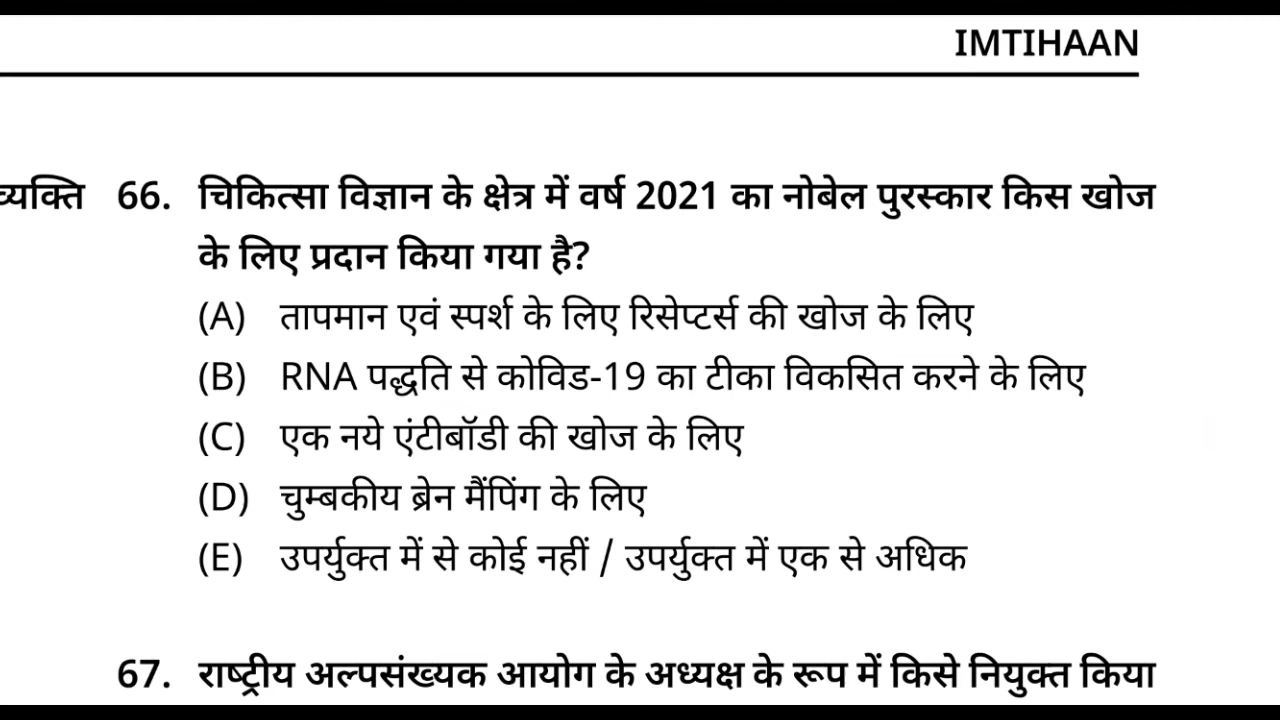 IMTIHAAN
व्यक्ति 66. चिकित्सा विज्ञान के क्षेत्र में वर्ष 2021 का नोबेल पुरस्कार किस खोज
के लिए प्रदान किया गया है?
(A) तापमान एवं स्पर्श के लिए रिसेप्टर्स की खोज के लिए
(B) RNA पद्धति से कोविड-19 का टीका विकसित करने के लिए
(C) एक नये एंटीबॉडी की खोज के लिए
(D) चुम्बकीय ब्रेन मैंपिंग के लिए
(E) उपर्युक्त में से कोई नहीं / उपर्युक्त में एक से अधिक
67. राष्ट्रीय अल्पसंख्यक आयोग के अध्यक्ष के रूप में किसे नियुक्त किया